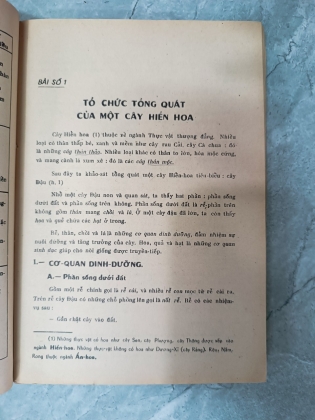 BÀI SỐ 1
TỔ CHỨC TỔNG QUÁT
CỦA MỘT CÂY HIỂN HOA
Cây Hiển hoa (1) thuộc về ngành Thực vật thượng đẳng. Nhiều
loại có thân thấp bé, xanh và mềm như cây rau Cải, cây Cà chua : đó
là những cây thân thảo. Nhiều loại khác có thân to lớn, hóa mộc cứng,
và mang cành lá xum xê : đó là các cây thân mộc.
Sau đây ta khảo-sát tổng quát một cây Hiển-hoa tiêu-biểu : cây
Đậu (h. 1)
Nhổ một cây Đậu non và quan sát, ta thấy hai phần : phần sống
dưới đất và phần sống trên không. Phần sống dưới đất là rễ phần trên
không gồm thân mang chồi và lá. Ở một cây đậu đã lớn, ta còn thấy
hoa và quả chứa các hạt ở trong.
Rễ, thân, chồi và lá là những cơ quan dinh dưỡng, đảm nhiệm sự
nuôi dưỡng và tăng trưởng của cây. Hoa, quả và hạt là những cơ quan
sinh dục giúp cho nòi giống được truyền-tiếp.
I.— CƠ-QUAN DINH-DƯỠNG.
A.— Phần sống dưới đất
Gồm một rễ chính gọi là rễ cái, và nhiều rễ con mọc từ rễ cái ra.
Trên rễ cây Đậu có những chỗ phồng lên gọi là nốt rễ. Rễ có các nhiệm-
vụ sau :
— Gắn chặt cây vào đất.
(1) Những thực vật có hoa như cây Sen, cây Phượng, cây Thông được sắp vào
ngành Hiển-hoa. Những thực-vật không có hoa như Dương-Xỉ (cây Ráng), Rêu, Nấm,
Rong thuộc ngành Ẩn-hoa.